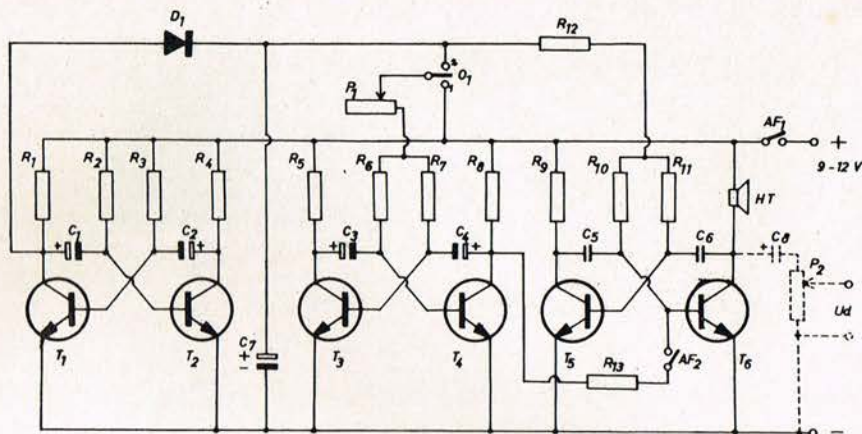 D1
R12
2
O1
1
P1
AF1
+
9-12 V
R1
R2
R3
R4
R5
R6
R7
R8
R9
R10
R11
HT
+
C1
C2
+
+
C3
C4
+
C5
C6
+
C8
P2
Ud
T1
T2
C7
+
-
T3
T4
T5
AF2
T6
R13
-